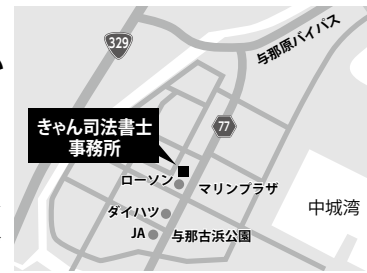 329
与那原バイパス
きゃん司法書士
事務所
77
ローソン
マリンプラザ
ダイハツ
中城湾
JA
与那古浜公園